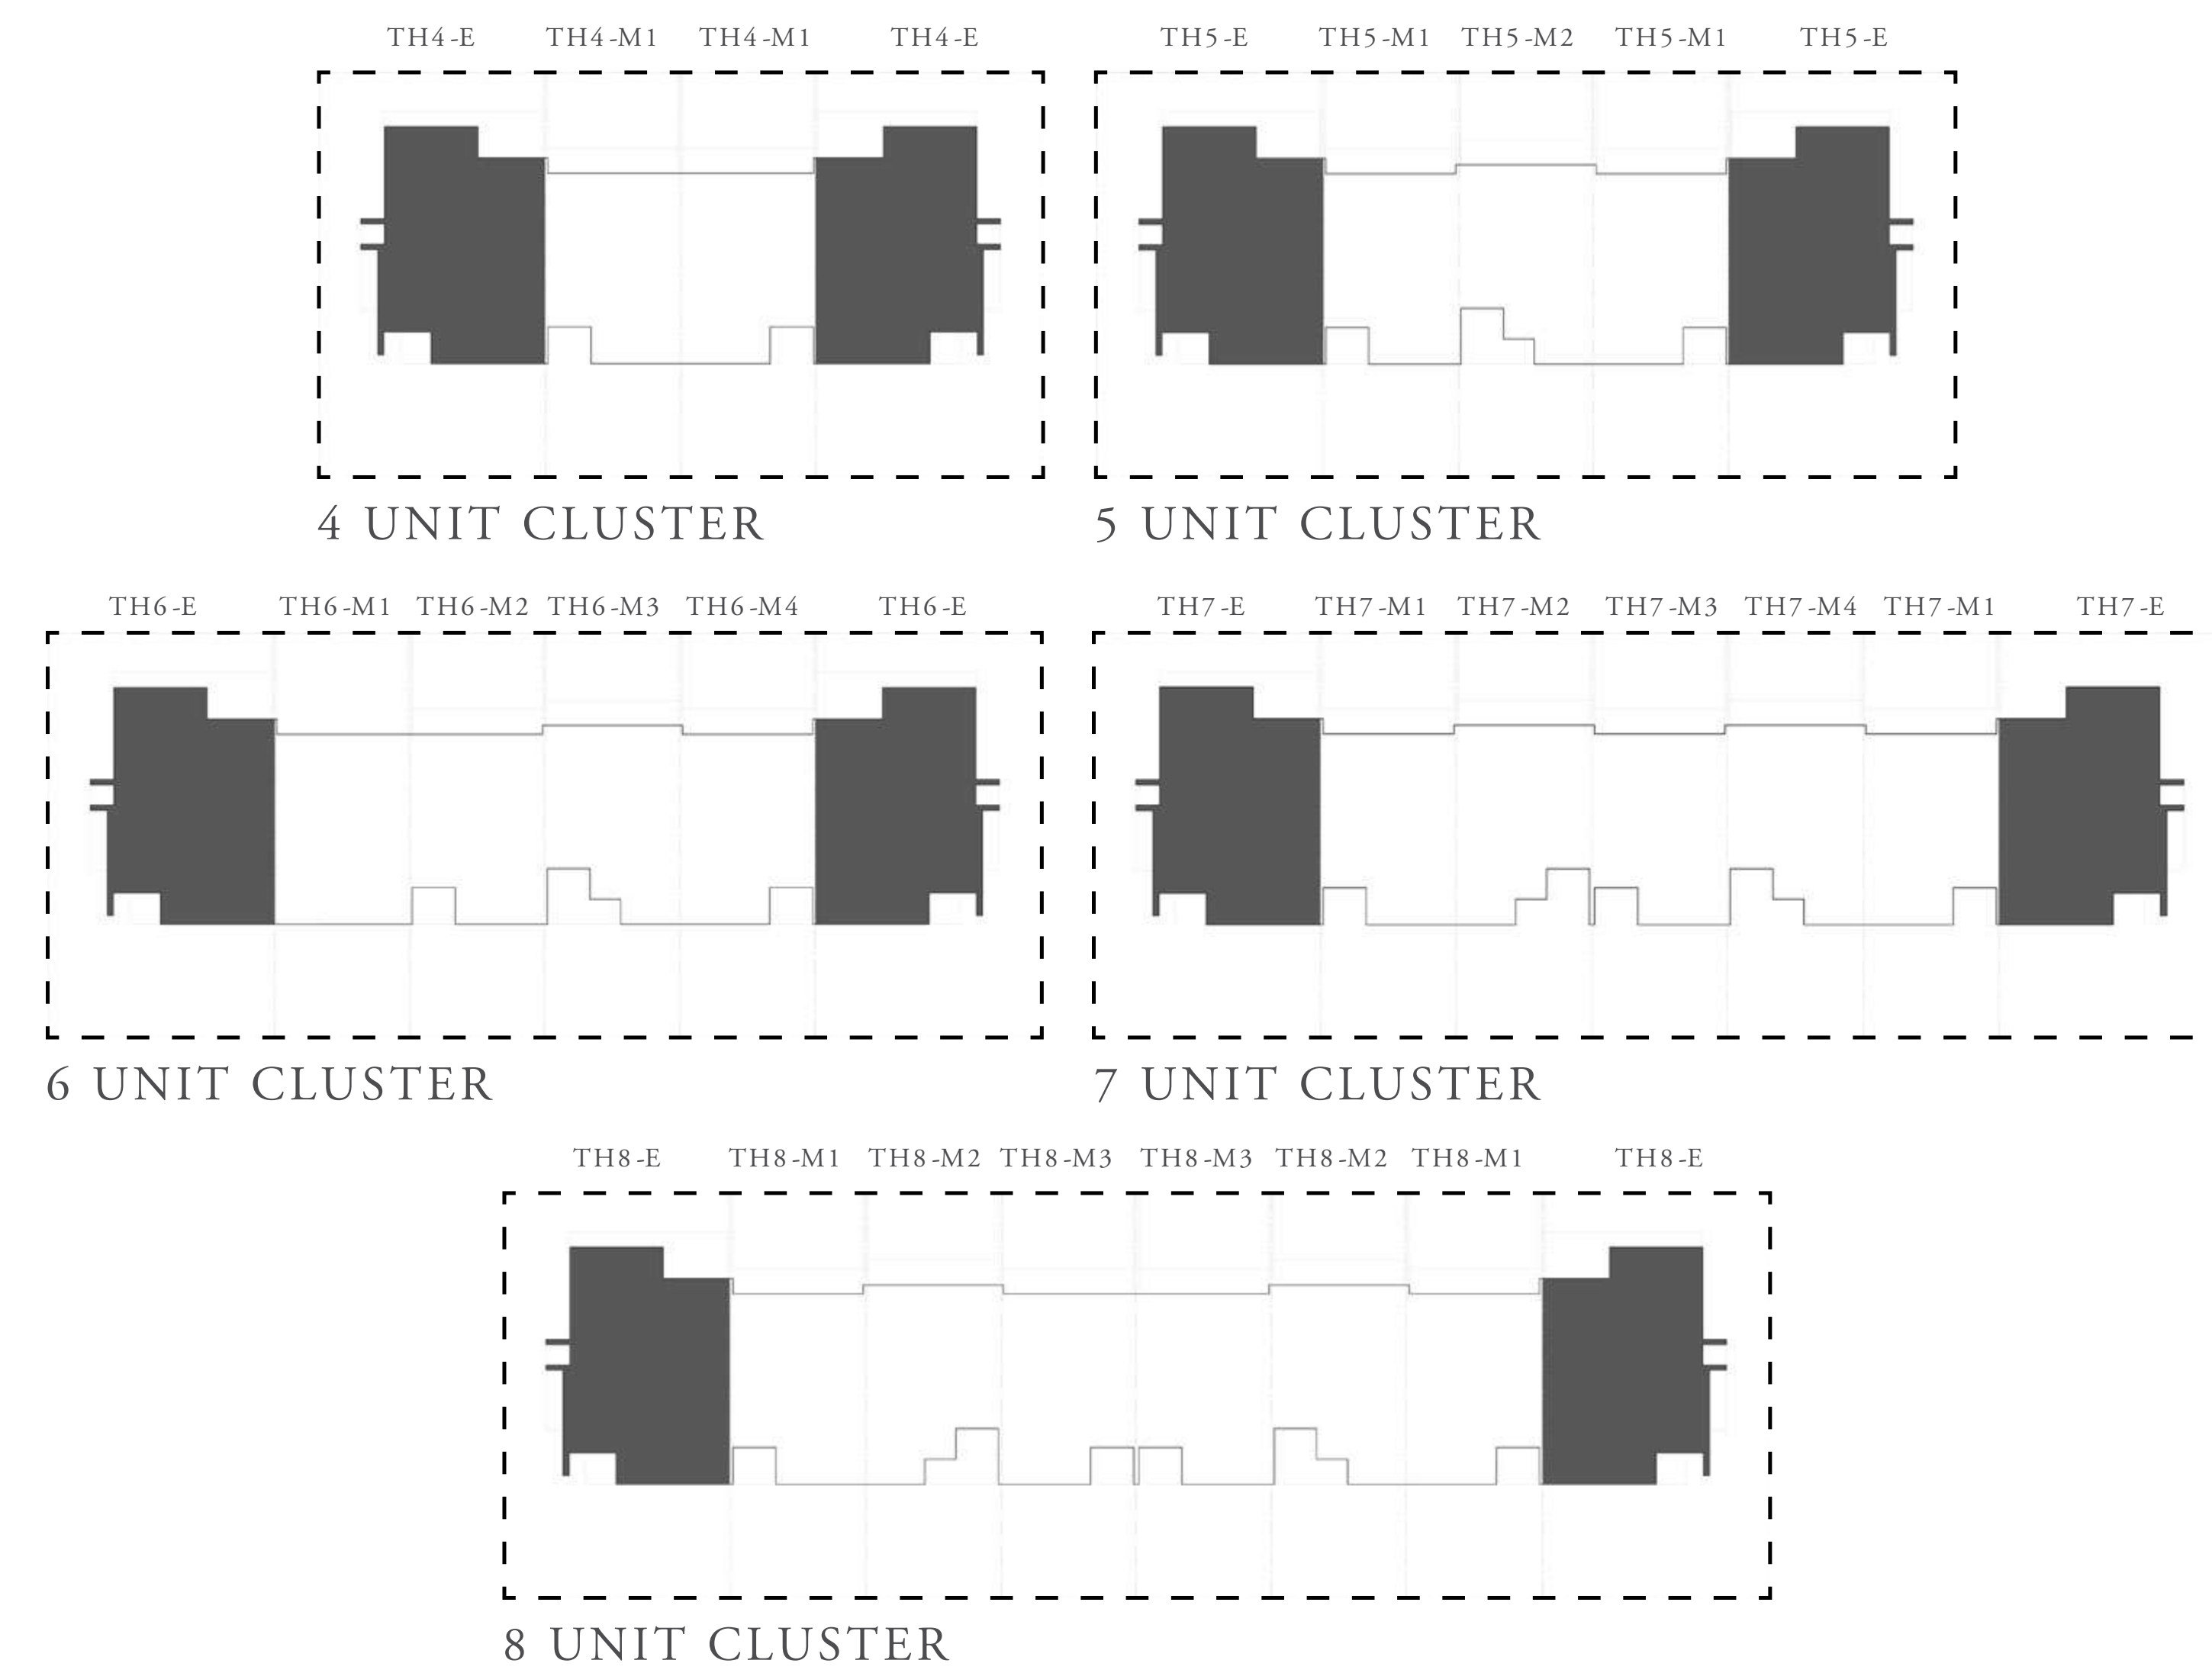 TH4-E TH4-M1 TH4-M1 TH4-E
TH5-E TH5-M1 TH5-M2 TH5-M1 TH5-E
4 UNIT CLUSTER
5 UNIT CLUSTER
TH6-E TH6-M1 TH6-M2 TH6-M3 TH6-M4 TH6-E
TH7-E TH7-M1 TH7-M2 TH7-M3 TH7-M4 TH7-M1 TH7-E
6 UNIT CLUSTER
7 UNIT CLUSTER
TH8-E TH8-M1 TH8-M2 TH8-M3 TH8-M3 TH8-M2 TH8-M1 TH8-E
8 UNIT CLUSTER